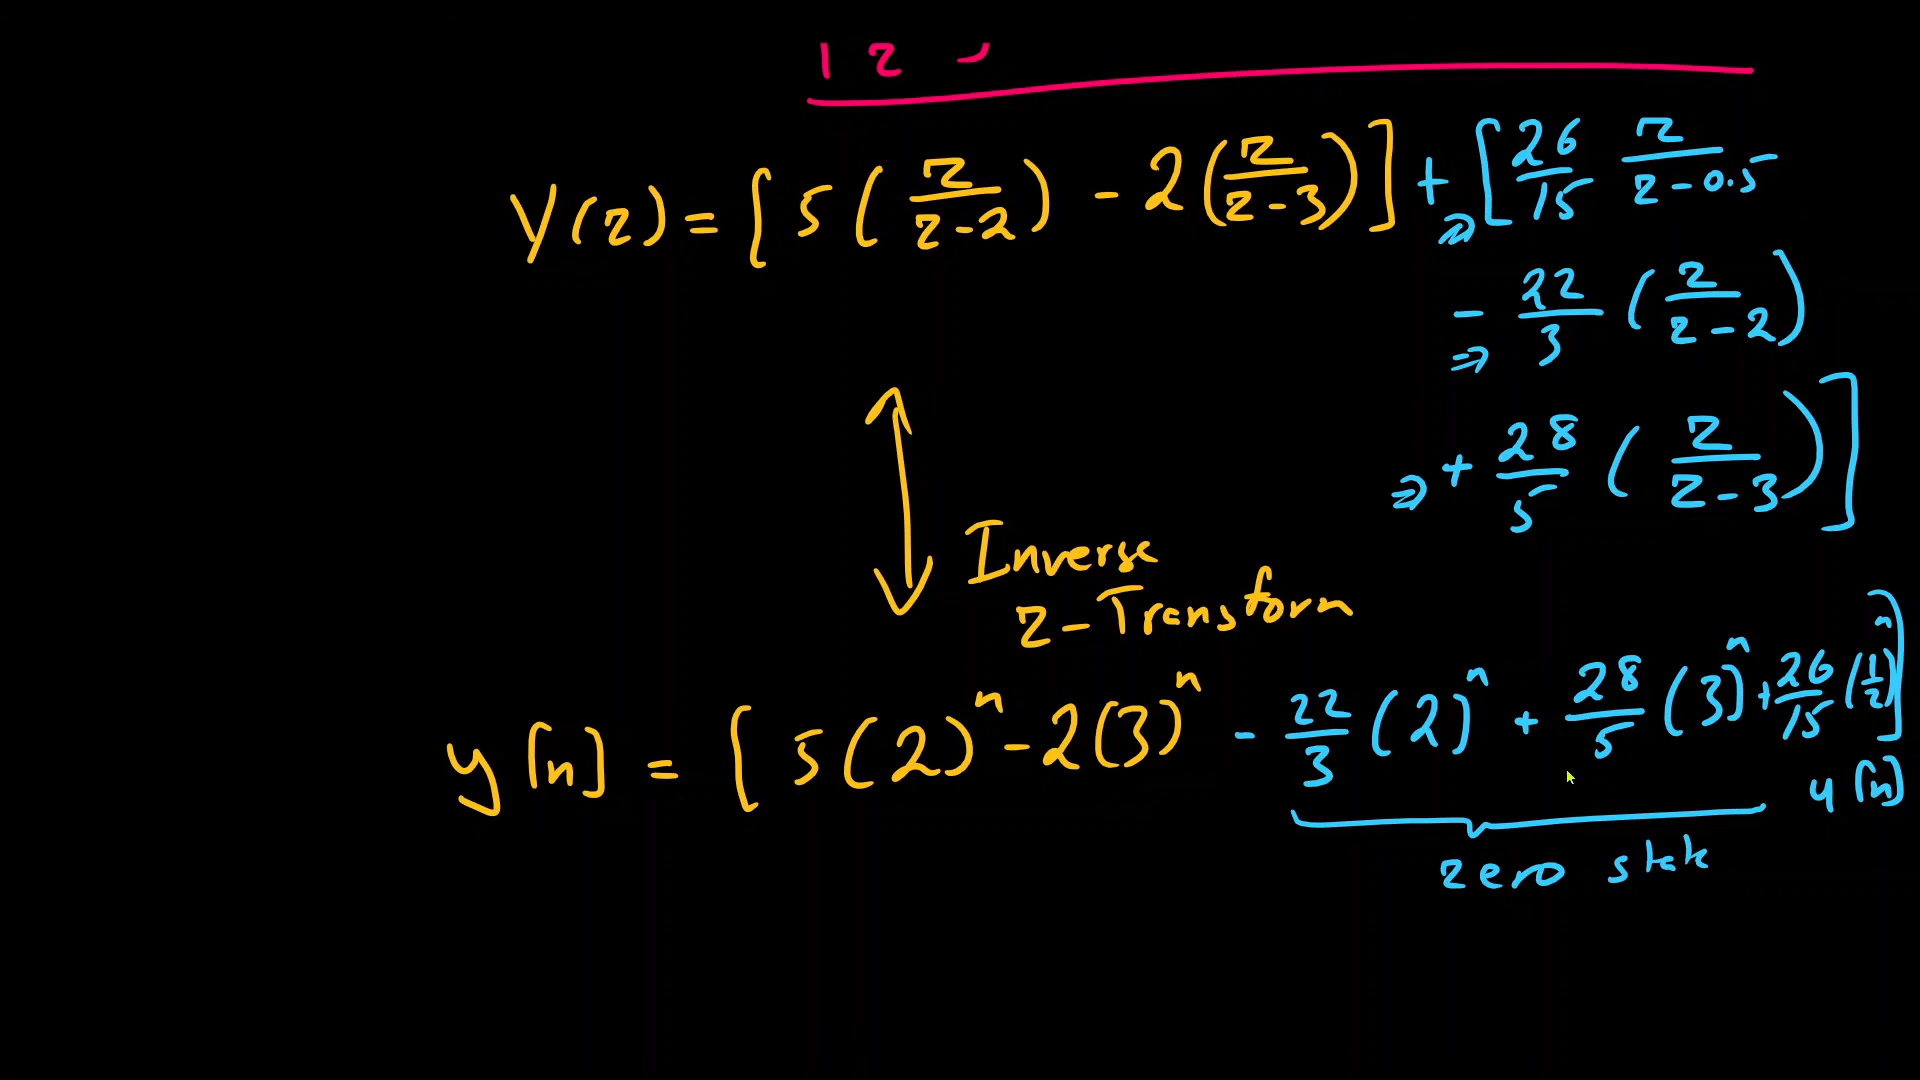 12
Y(z) = [ 5 ( z/(z-2) ) - 2 ( z/(z-3) ) ] + [ 26/15 z/(z-0.5)
⇒ - 22/3 ( z/(z-2) )
⇒ + 28/5 ( z/(z-3) ) ]
Inverse
z-Transform
y[n] = [ 5(2)^n - 2(3)^n - 22/3 (2)^n + 28/5 (3)^n + 26/15 (1/2)^n ] u[n]
zero state